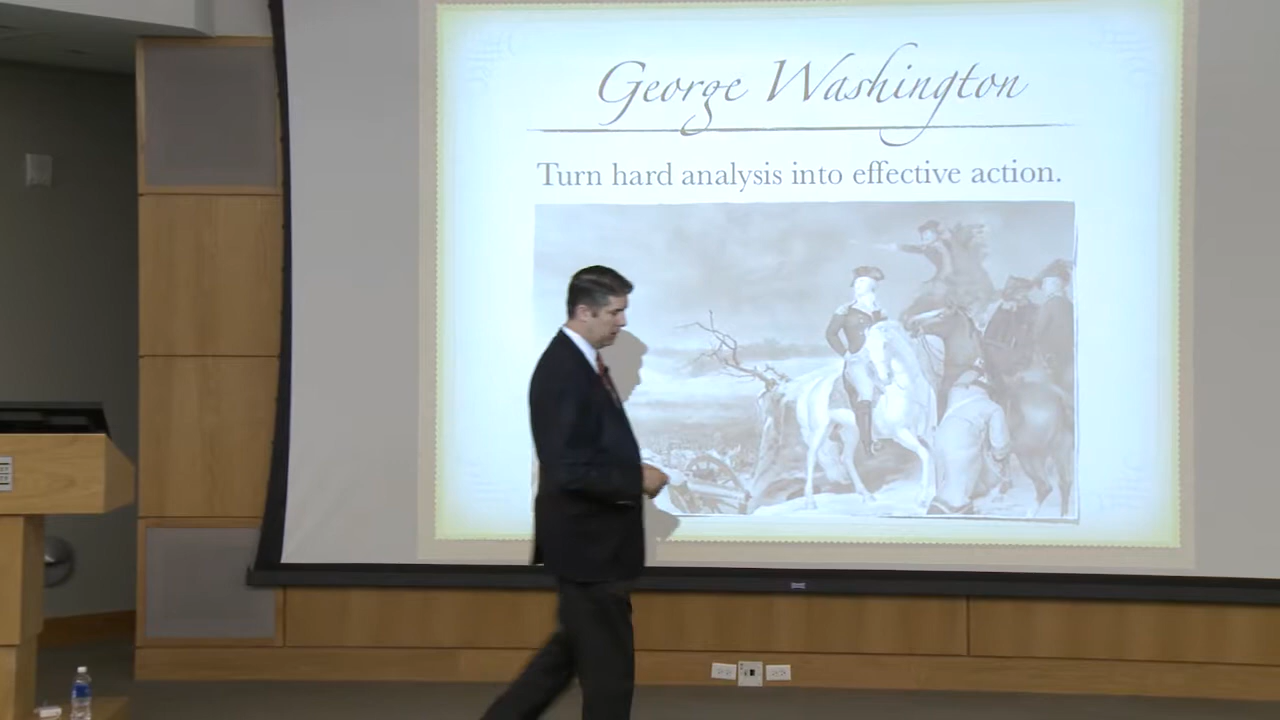 George Washington
Turn hard analysis into effective action.